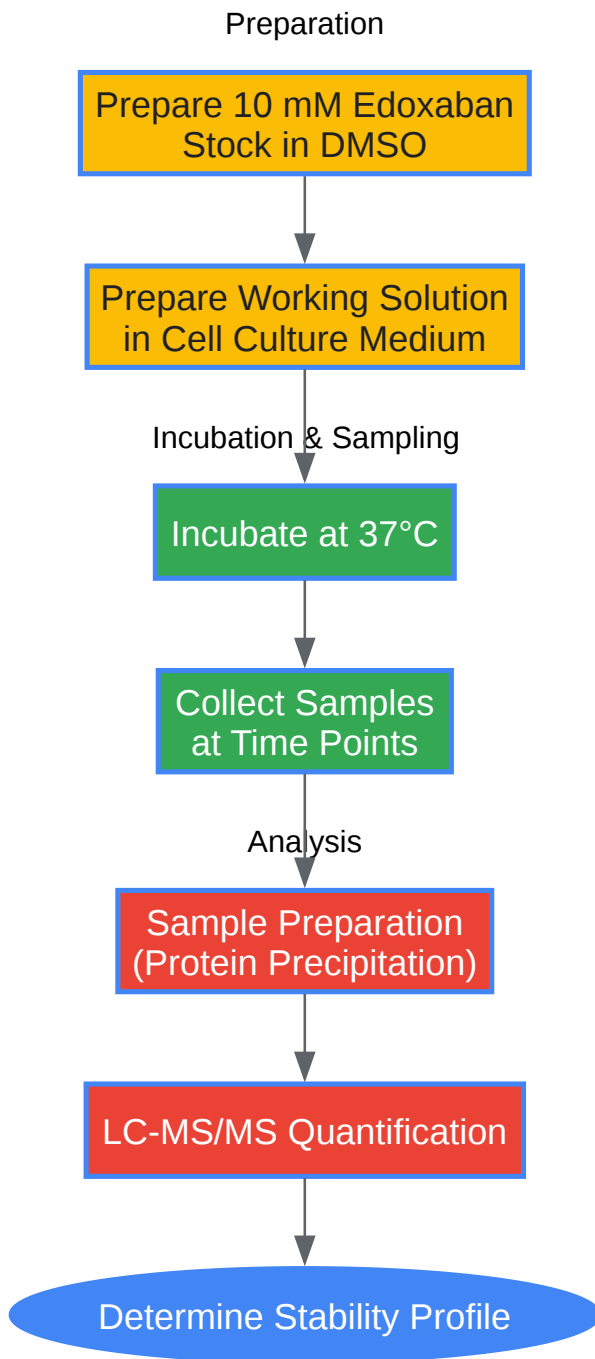 Preparation
Prepare 10 mM Edoxaban
Stock in DMSO
Prepare Working Solution
in Cell Culture Medium
Incubation & Sampling
Incubate at 37°C
Collect Samples
at Time Points
Analysis
Sample Preparation
(Protein Precipitation)
LC-MS/MS Quantification
Determine Stability Profile